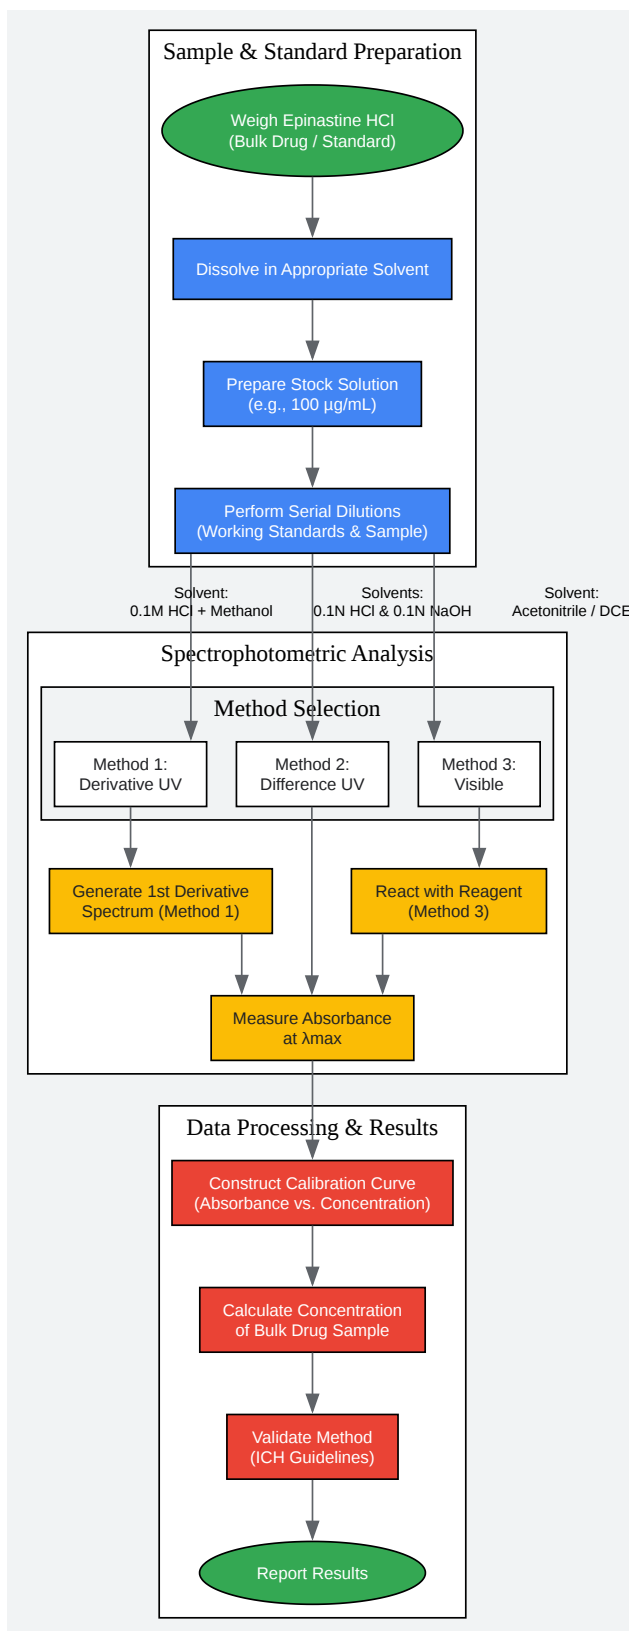 Sample & Standard Preparation
Weigh Epinastine HCl
(Bulk Drug / Standard)
Dissolve in Appropriate Solvent
Prepare Stock Solution
(e.g., 100 µg/mL)
Perform Serial Dilutions
(Working Standards & Sample)
Solvent:
0.1M HCl + Methanol
Solvents:
0.1N HCl & 0.1N NaOH
Solvent:
Acetonitrile / DCE
Spectrophotometric Analysis
Method Selection
Method 1:
Derivative UV
Method 2:
Difference UV
Method 3:
Visible
Generate 1st Derivative
Spectrum (Method 1)
React with Reagent
(Method 3)
Measure Absorbance
at λmax
Data Processing & Results
Construct Calibration Curve
(Absorbance vs. Concentration)
Calculate Concentration
of Bulk Drug Sample
Validate Method
(ICH Guidelines)
Report Results